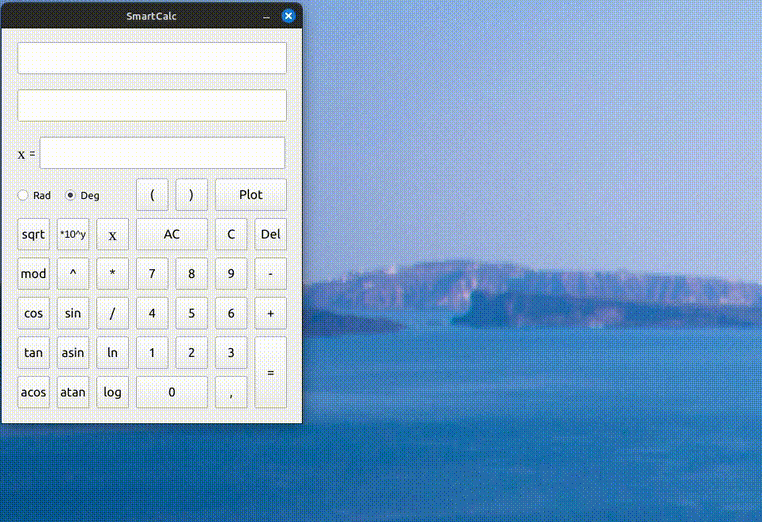 SmartCalc
x =
Rad Deg ( ) Plot
sqrt *10^y x AC C Del
mod ^ * 7 8 9 -
cos sin / 4 5 6 +
tan asin ln 1 2 3 =
acos atan log 0 ,